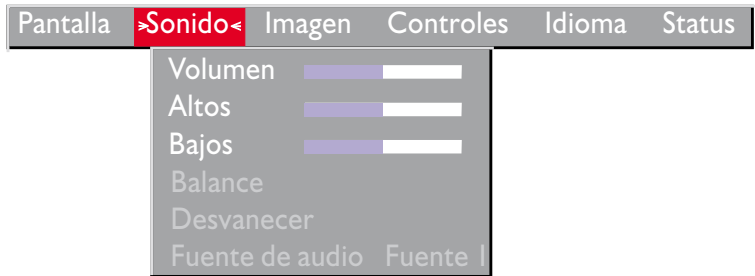 Pantalla »Sonido« Imagen Controles Idioma Status
Volumen
Altos
Bajos
Balance
Desvanecer
Fuente de audio Fuente 1